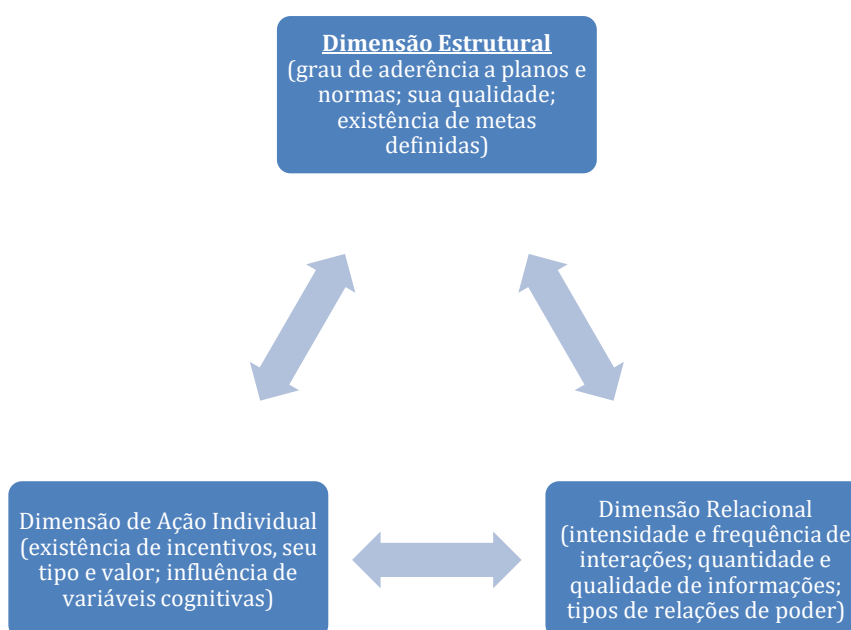 Dimensão Estrutural
(grau de aderência a planos e
normas; sua qualidade;
existência de metas
definidas)
Dimensão de Ação Individual
(existência de incentivos, seu
tipo e valor; influência de
variáveis cognitivas)
Dimensão Relacional
(intensidade e frequência de
interações; quantidade e
qualidade de informações;
tipos de relações de poder)